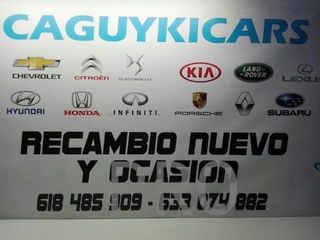 CAGUYKICARS
CHEVROLET CITROËN DS AUTOMOBILES KIA LAND ROVER LEXUS
HYUNDAI HONDA INFINITI PORSCHE RENAULT SUBARU
RECAMBIO NUEVO
Y OCASION
618 485 909 - 633 074 882